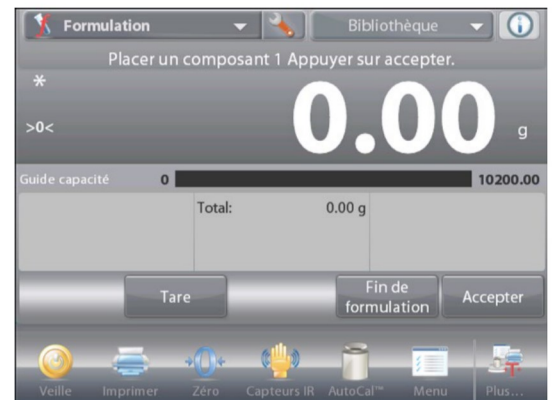 Formulation
Bibliothèque
Placer un composant 1 Appuyer sur accepter.
*
>0<
0.00 g
Guide capacité 0 10200.00
Total: 0.00 g
Tare
Fin de
formulation
Accepter
Veille Imprimer Zéro Capteurs IR AutoCal™ Menu Plus...